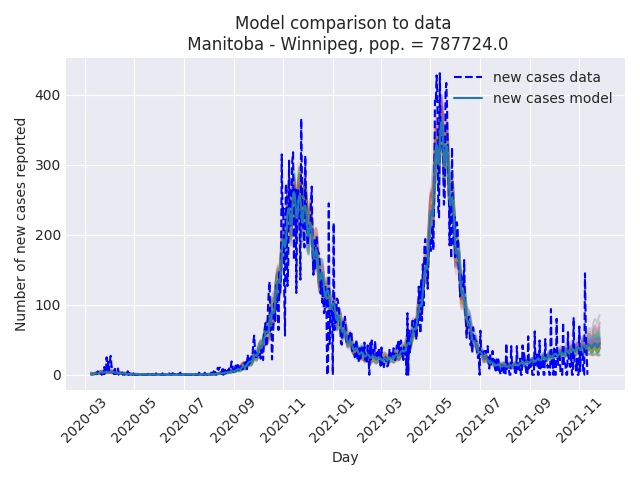 Model comparison to data
Manitoba - Winnipeg, pop. = 787724.0
new cases data
new cases model
Number of new cases reported
400
300
200
100
0
2020-03
2020-05
2020-07
2020-09
2020-11
2021-01
2021-03
2021-05
2021-07
2021-09
2021-11
Day